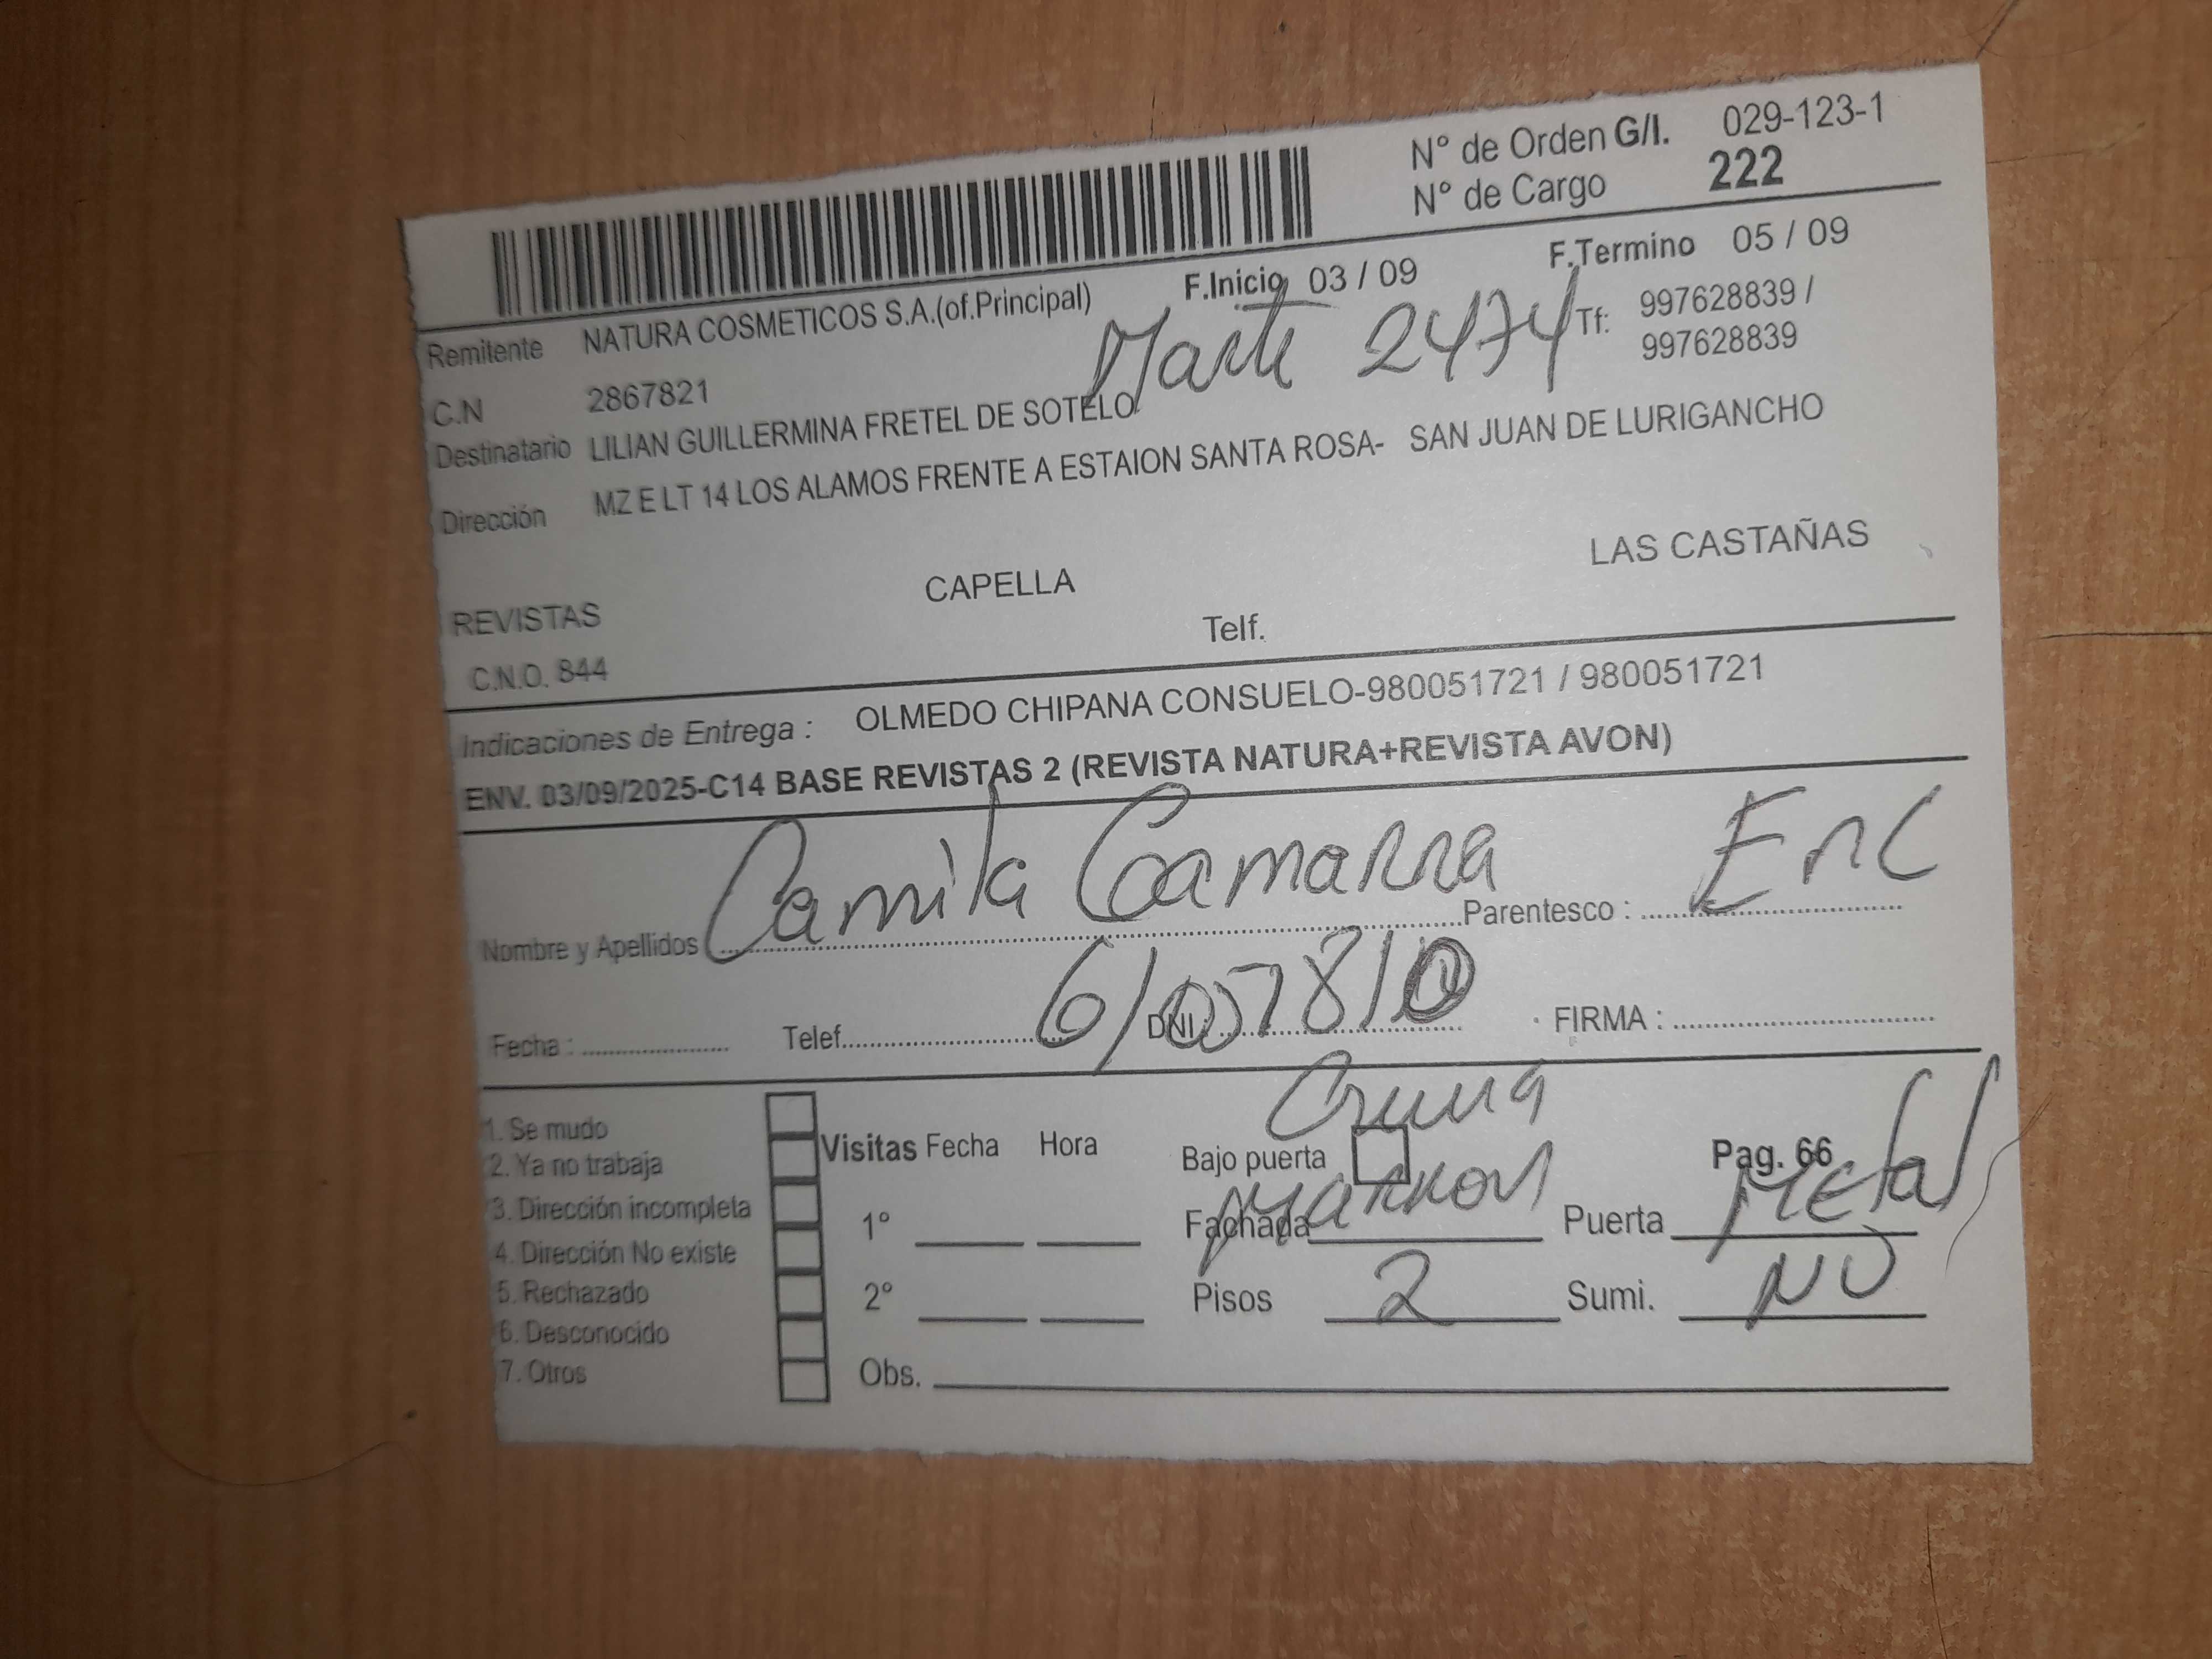 N° de Orden G/I. 029-123-1
N° de Cargo 222
F.Inicio 03 / 09 F.Termino 05 / 09
Remitente NATURA COSMETICOS S.A.(of.Principal) Tf: 997628839 /
997628839
Marte 2474
C.N 2867821
Destinatario LILIAN GUILLERMINA FRETEL DE SOTELO
Dirección MZ E LT 14 LOS ALAMOS FRENTE A ESTAION SANTA ROSA- SAN JUAN DE LURIGANCHO
REVISTAS CAPELLA LAS CASTAÑAS
C.N.O. 844 Telf.
Indicaciones de Entrega : OLMEDO CHIPANA CONSUELO-980051721 / 980051721
ENV. 03/09/2025-C14 BASE REVISTAS 2 (REVISTA NATURA+REVISTA AVON)
Nombre y Apellidos Camila Gamarra Parentesco : Enc
Fecha : Telef. DNI : FIRMA :
1. Se mudo
2. Ya no trabaja
3. Dirección incompleta
4. Dirección No existe
5. Rechazado
6. Desconocido
7. Otros
Visitas Fecha Hora Bajo puerta Pag. 66
1° Fachada Marron Puerta Metal
2° Pisos 2 Sumi. NO
Obs.